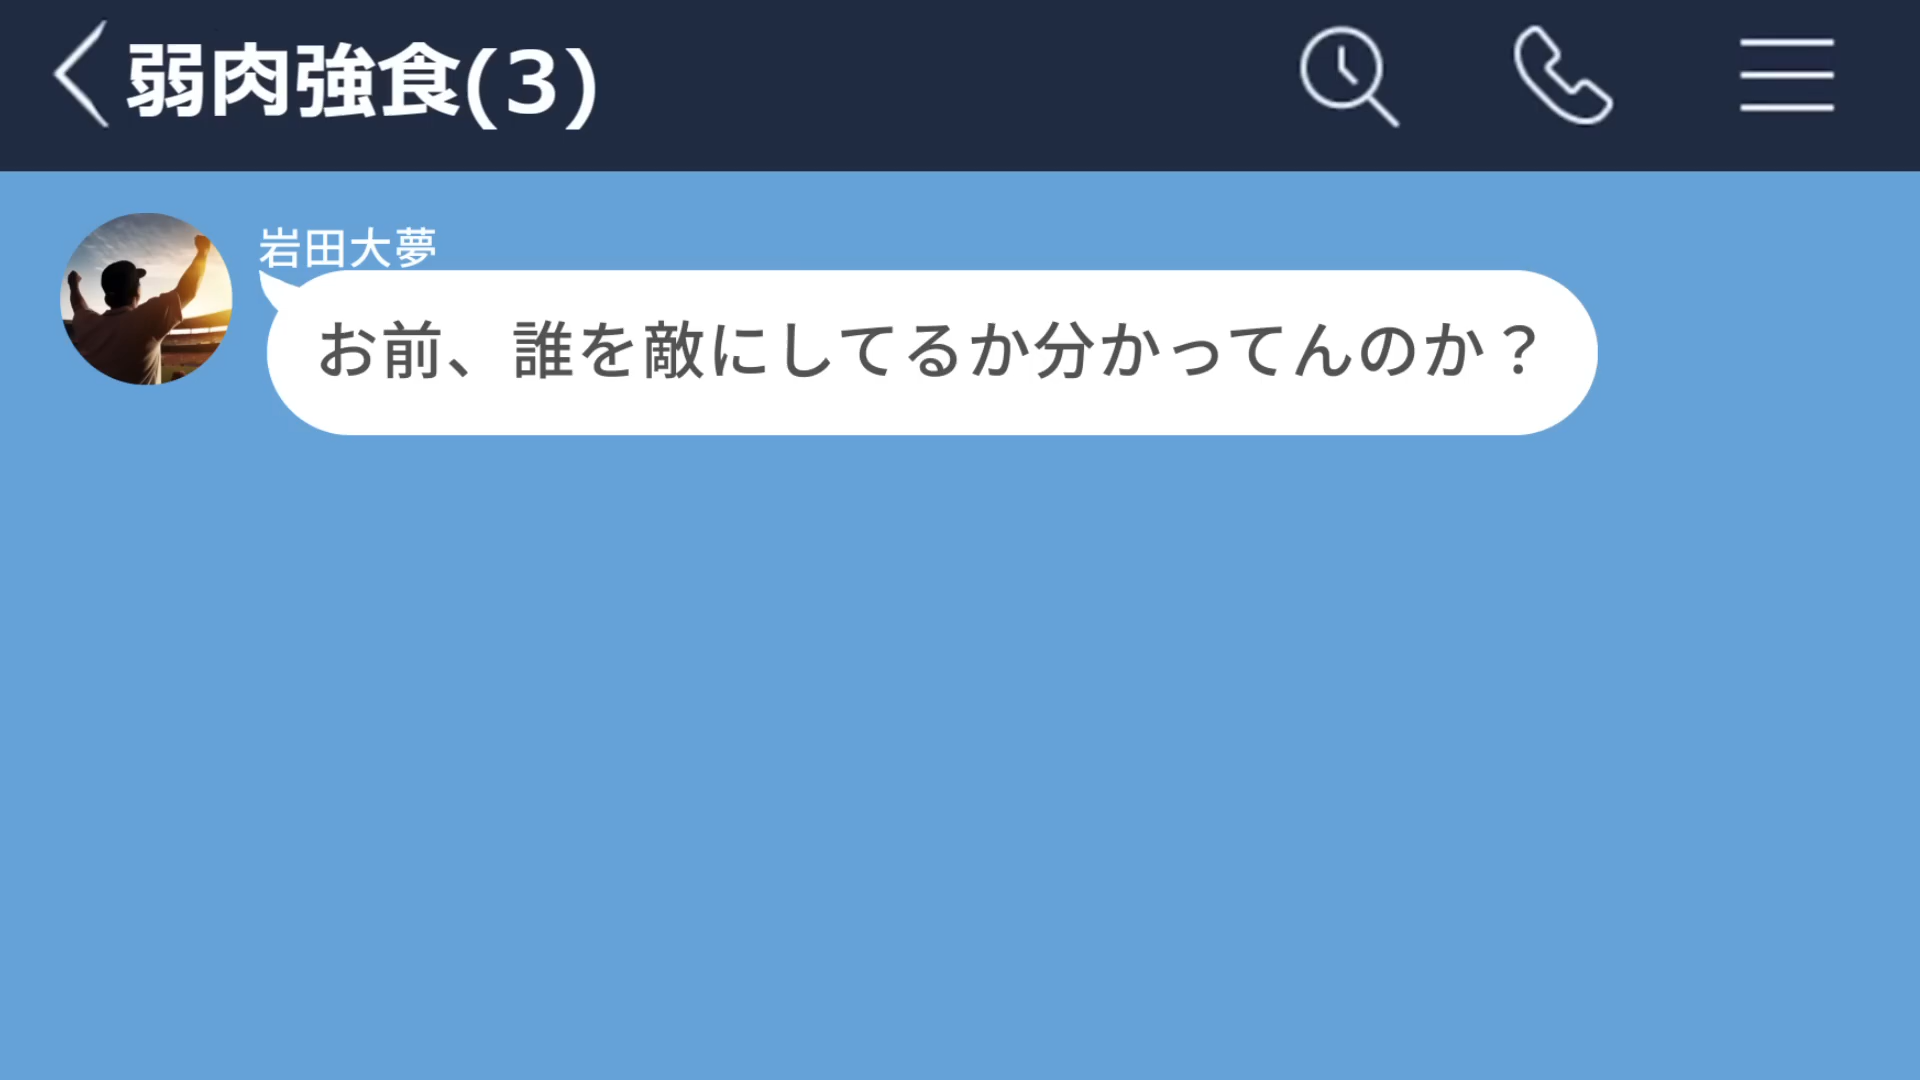 弱肉強食(3)
岩田大夢
お前、誰を敵にしてるか分かってんのか？